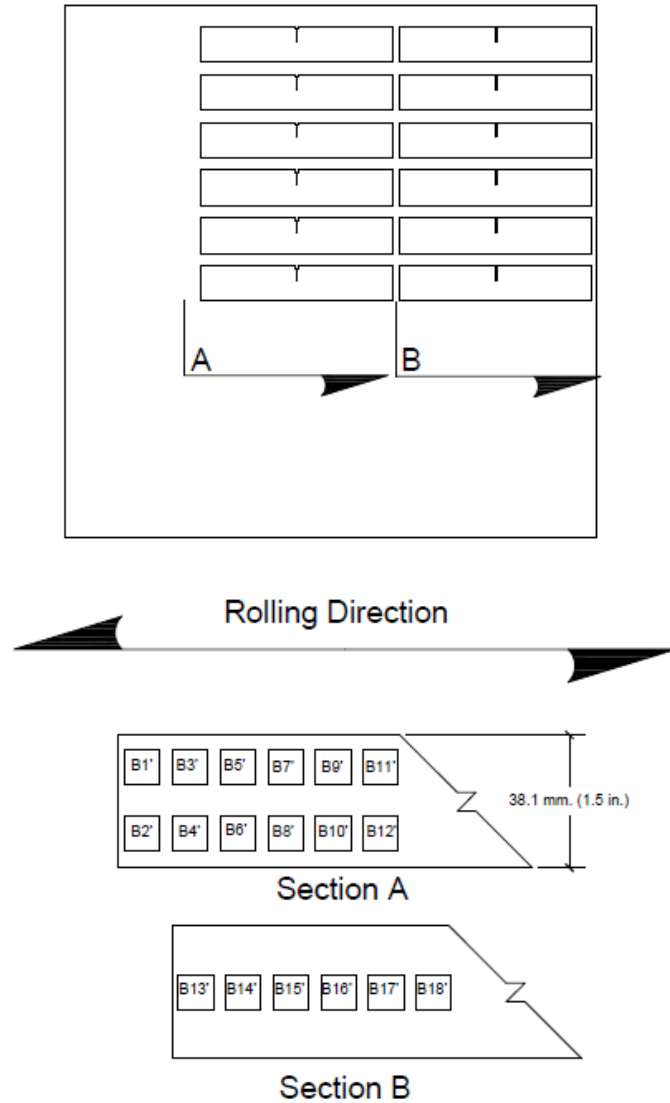 A
B
Rolling Direction
B1' B3' B5' B7' B9' B11'
38.1 mm. (1.5 in.)
B2' B4' B6' B8' B10' B12'
Section A
B13' B14' B15' B16' B17' B18'
Section B